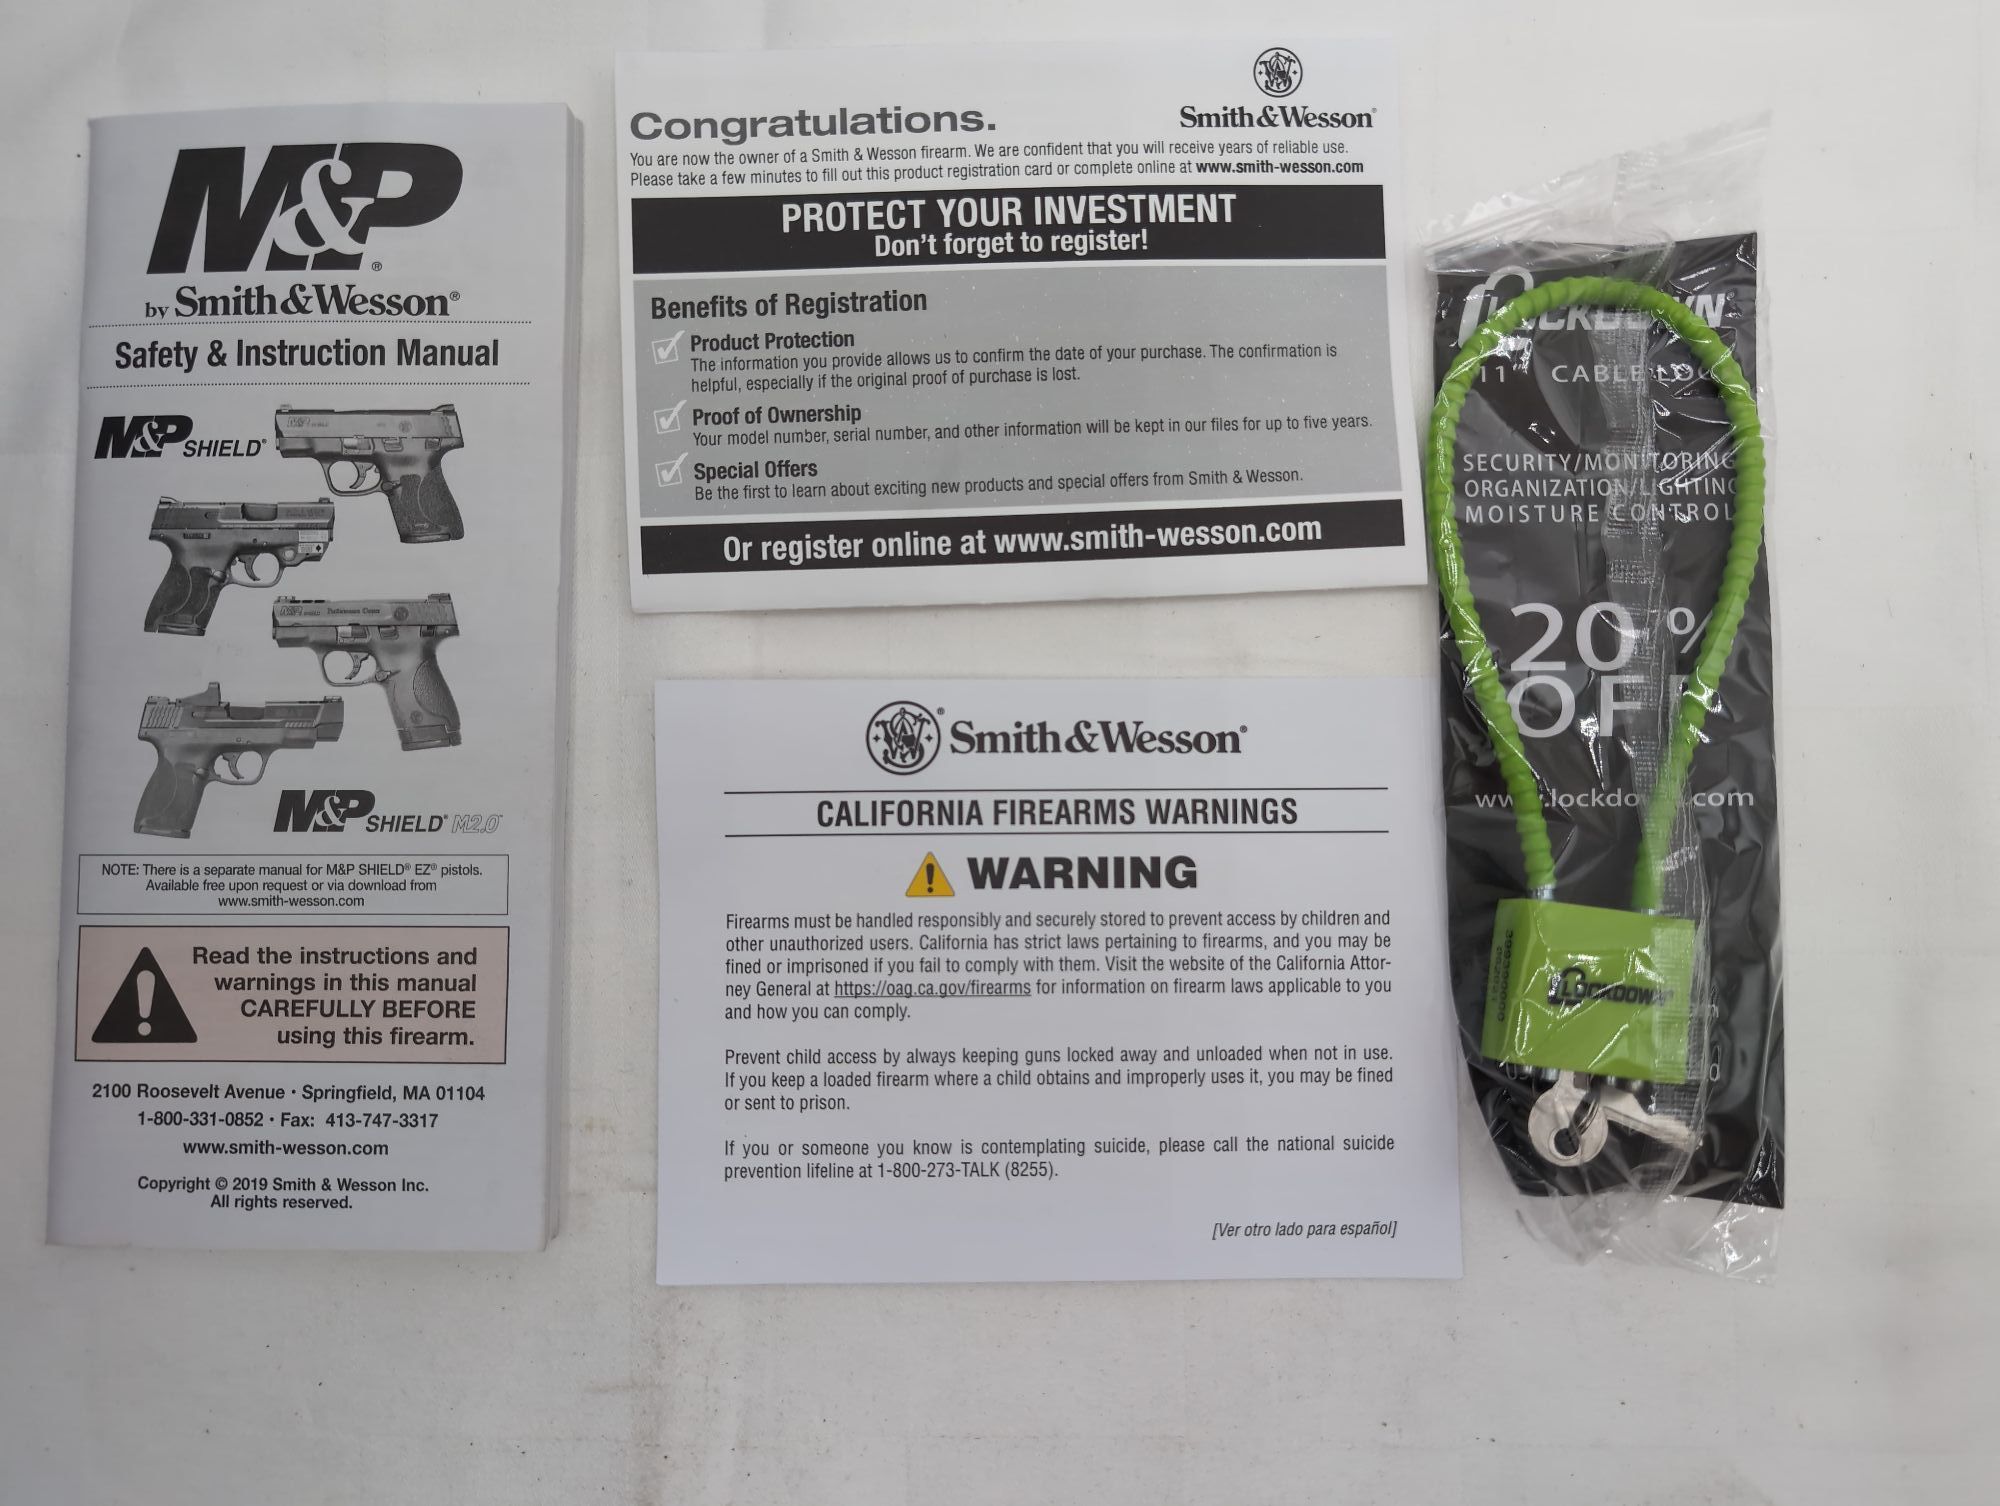 M&P®
by Smith & Wesson®
Safety & Instruction Manual
M&P SHIELD®
M&P SHIELD Performance Center
M&P SHIELD® M2.0™
NOTE: There is a separate manual for M&P SHIELD® EZ® pistols.
Available free upon request or via download from
www.smith-wesson.com
Read the instructions and
warnings in this manual
CAREFULLY BEFORE
using this firearm.
2100 Roosevelt Avenue • Springfield, MA 01104
1-800-331-0852 • Fax: 413-747-3317
www.smith-wesson.com
Copyright © 2019 Smith & Wesson Inc.
All rights reserved.
Smith & Wesson®
Congratulations.
You are now the owner of a Smith & Wesson firearm. We are confident that you will receive years of reliable use.
Please take a few minutes to fill out this product registration card or complete online at www.smith-wesson.com
PROTECT YOUR INVESTMENT
Don't forget to register!
Benefits of Registration
Product Protection
The information you provide allows us to confirm the date of your purchase. The confirmation is
helpful, especially if the original proof of purchase is lost.
Proof of Ownership
Your model number, serial number, and other information will be kept in our files for up to five years.
Special Offers
Be the first to learn about exciting new products and special offers from Smith & Wesson.
Or register online at www.smith-wesson.com
Smith & Wesson®
CALIFORNIA FIREARMS WARNINGS
WARNING
Firearms must be handled responsibly and securely stored to prevent access by children and
other unauthorized users. California has strict laws pertaining to firearms, and you may be
fined or imprisoned if you fail to comply with them. Visit the website of the California Attor-
ney General at https://oag.ca.gov/firearms for information on firearm laws applicable to you
and how you can comply.
Prevent child access by always keeping guns locked away and unloaded when not in use.
If you keep a loaded firearm where a child obtains and improperly uses it, you may be fined
or sent to prison.
If you or someone you know is contemplating suicide, please call the national suicide
prevention lifeline at 1-800-273-TALK (8255).
[Ver otro lado para español]
LOCKDOWN®
11" CABLE LOCK
SECURITY/MONITORING
ORGANIZATION/LIGHTING
MOISTURE CONTROL
20%
OFF
www.lockdown.com
LOCKDOWN®